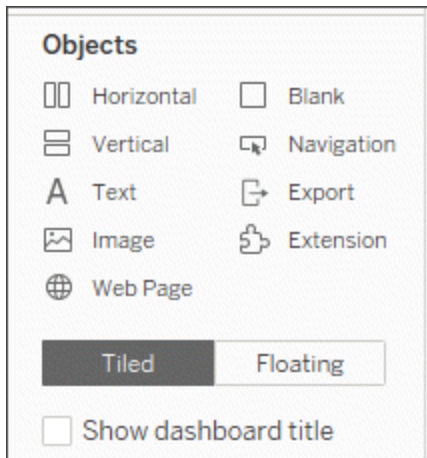 Objects
Horizontal Blank
Vertical Navigation
Text Export
Image Extension
Web Page
Tiled Floating
Show dashboard title